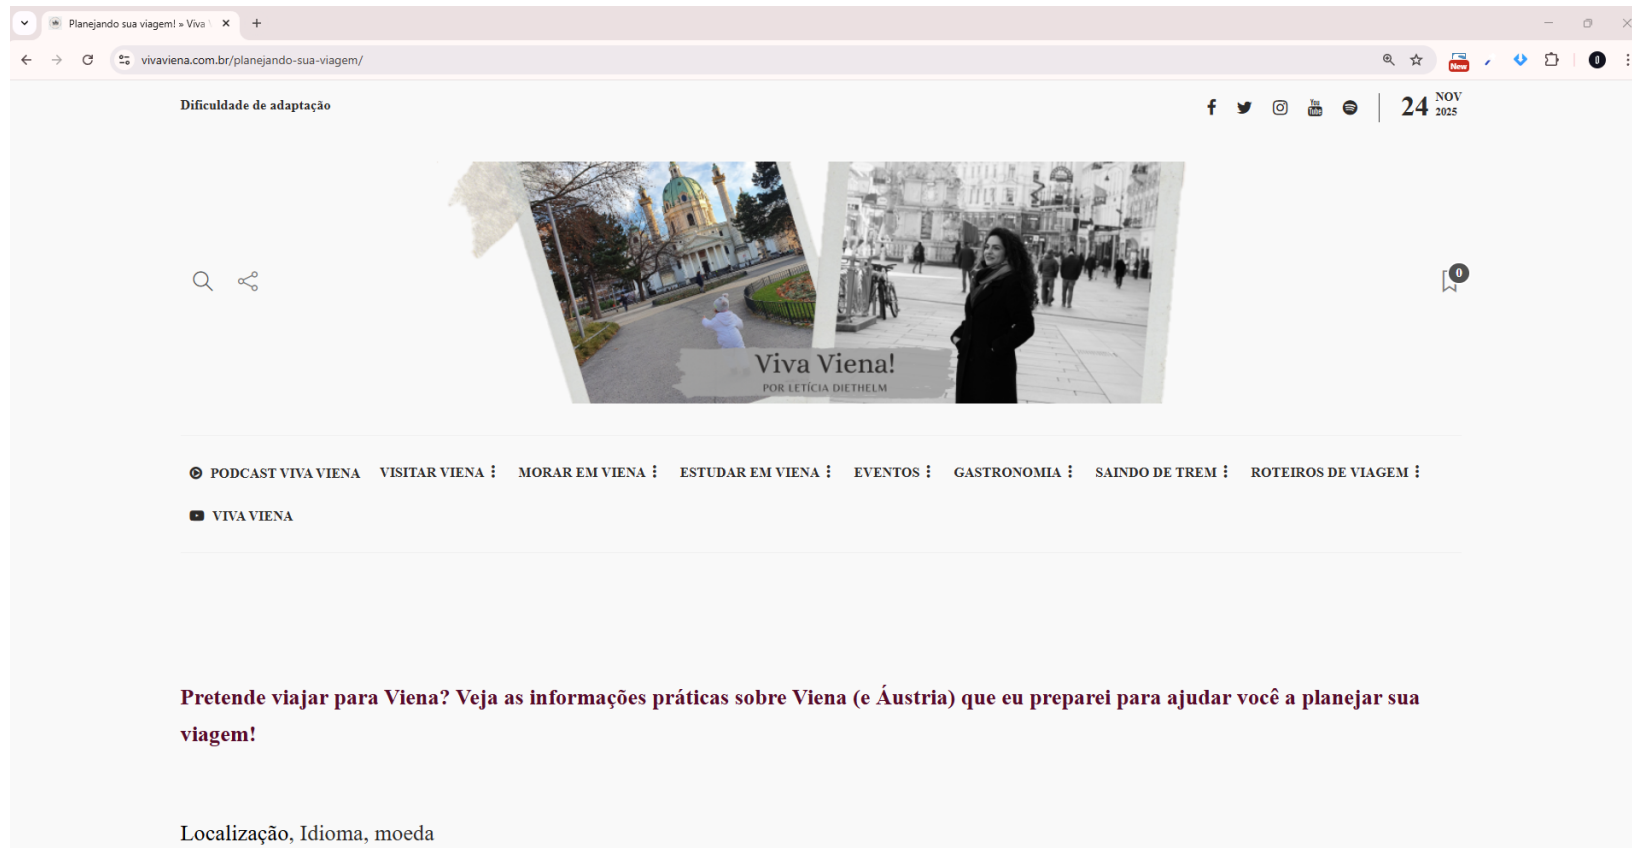 Planejando sua viagem! » Viva V
vivaviena.com.br/planejando-sua-viagem/
New
Dificuldade de adaptação
24 NOV 2025
0
Viva Viena!
POR LETÍCIA DIETHELM
PODCAST VIVA VIENA VISITAR VIENA MORAR EM VIENA ESTUDAR EM VIENA EVENTOS GASTRONOMIA SAINDO DE TREM ROTEIROS DE VIAGEM
VIVA VIENA
Pretende viajar para Viena? Veja as informações práticas sobre Viena (e Áustria) que eu preparei para ajudar você a planejar sua
viagem!
Localização, Idioma, moeda